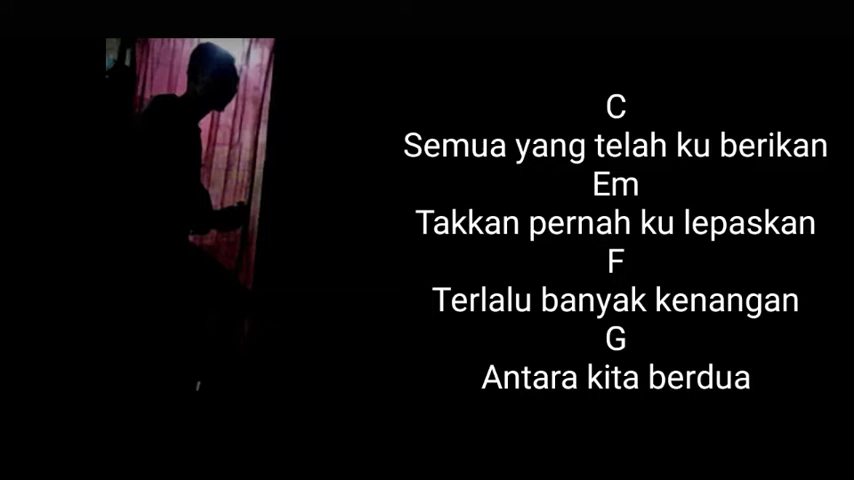 C
Semua yang telah ku berikan
Em
Takkan pernah ku lepaskan
F
Terlalu banyak kenangan
G
Antara kita berdua